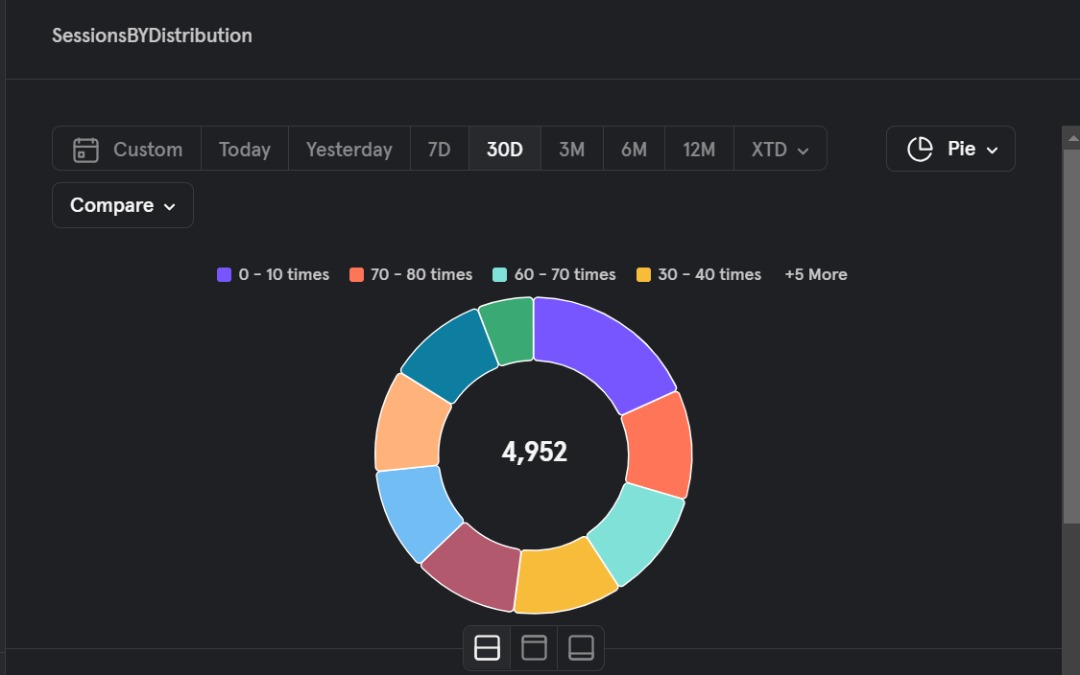 SessionsBYDistribution
Custom Today Yesterday 7D 30D 3M 6M 12M XTD Pie
Compare
0 - 10 times 70 - 80 times 60 - 70 times 30 - 40 times +5 More
4,952